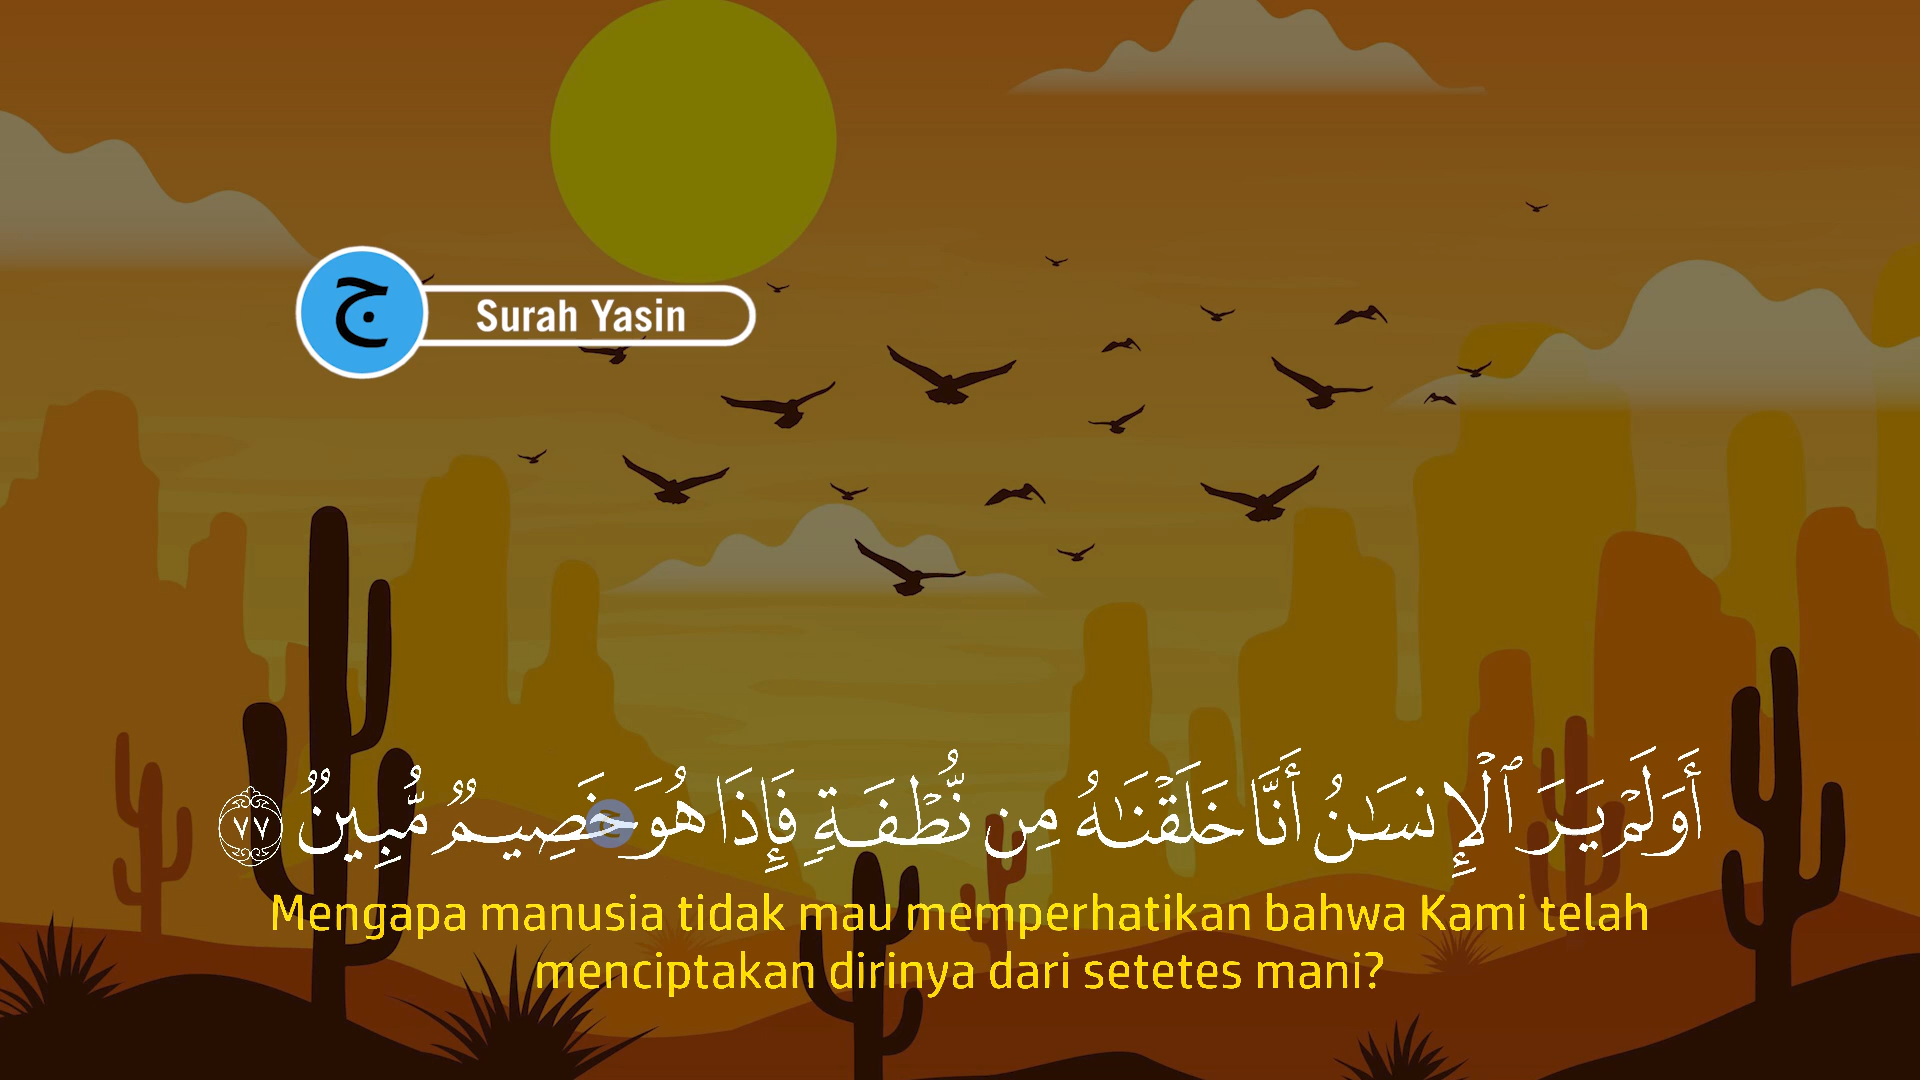 ج
Surah Yasin
أَوَلَمْ يَرَ ٱلْإِنسَـٰنُ أَنَّا خَلَقْنَـٰهُ مِن نُّطْفَةٍ فَإِذَا هُوَ خَصِيمٌ مُّبِينٌ ٧٧
Mengapa manusia tidak mau memperhatikan bahwa Kami telah
menciptakan dirinya dari setetes mani?